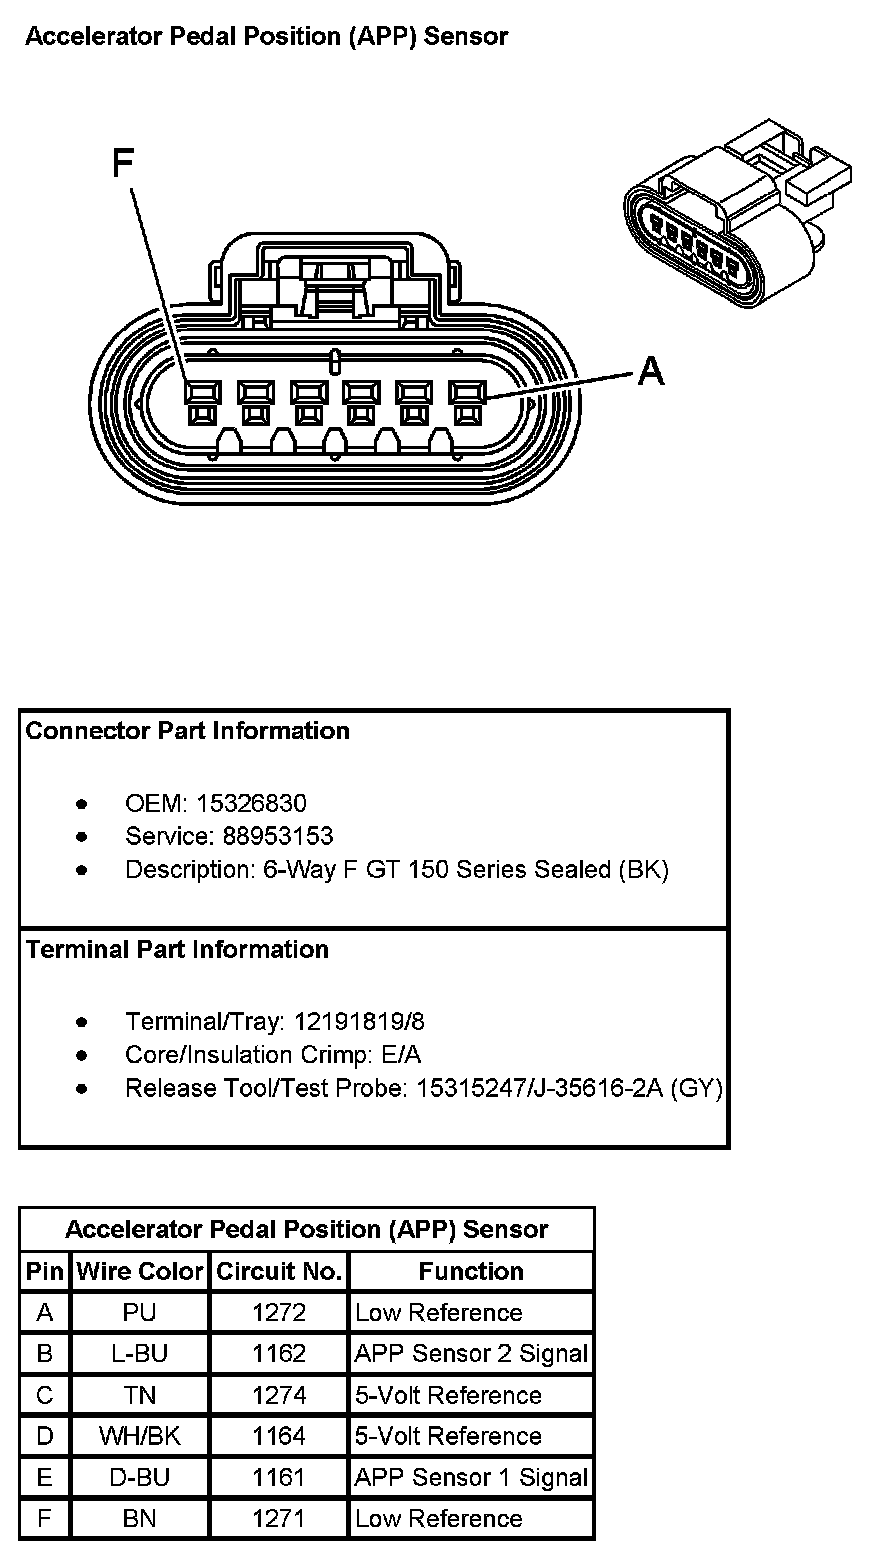 Accelerator Pedal Position (APP) Sensor
F
A
Connector Part Information
• OEM: 15326830
• Service: 88953153
• Description: 6-Way F GT 150 Series Sealed (BK)
Terminal Part Information
• Terminal/Tray: 12191819/8
• Core/Insulation Crimp: E/A
• Release Tool/Test Probe: 15315247/J-35616-2A (GY)
Accelerator Pedal Position (APP) Sensor
Pin Wire Color Circuit No. Function
A PU 1272 Low Reference
B L-BU 1162 APP Sensor 2 Signal
C TN 1274 5-Volt Reference
D WH/BK 1164 5-Volt Reference
E D-BU 1161 APP Sensor 1 Signal
F BN 1271 Low Reference